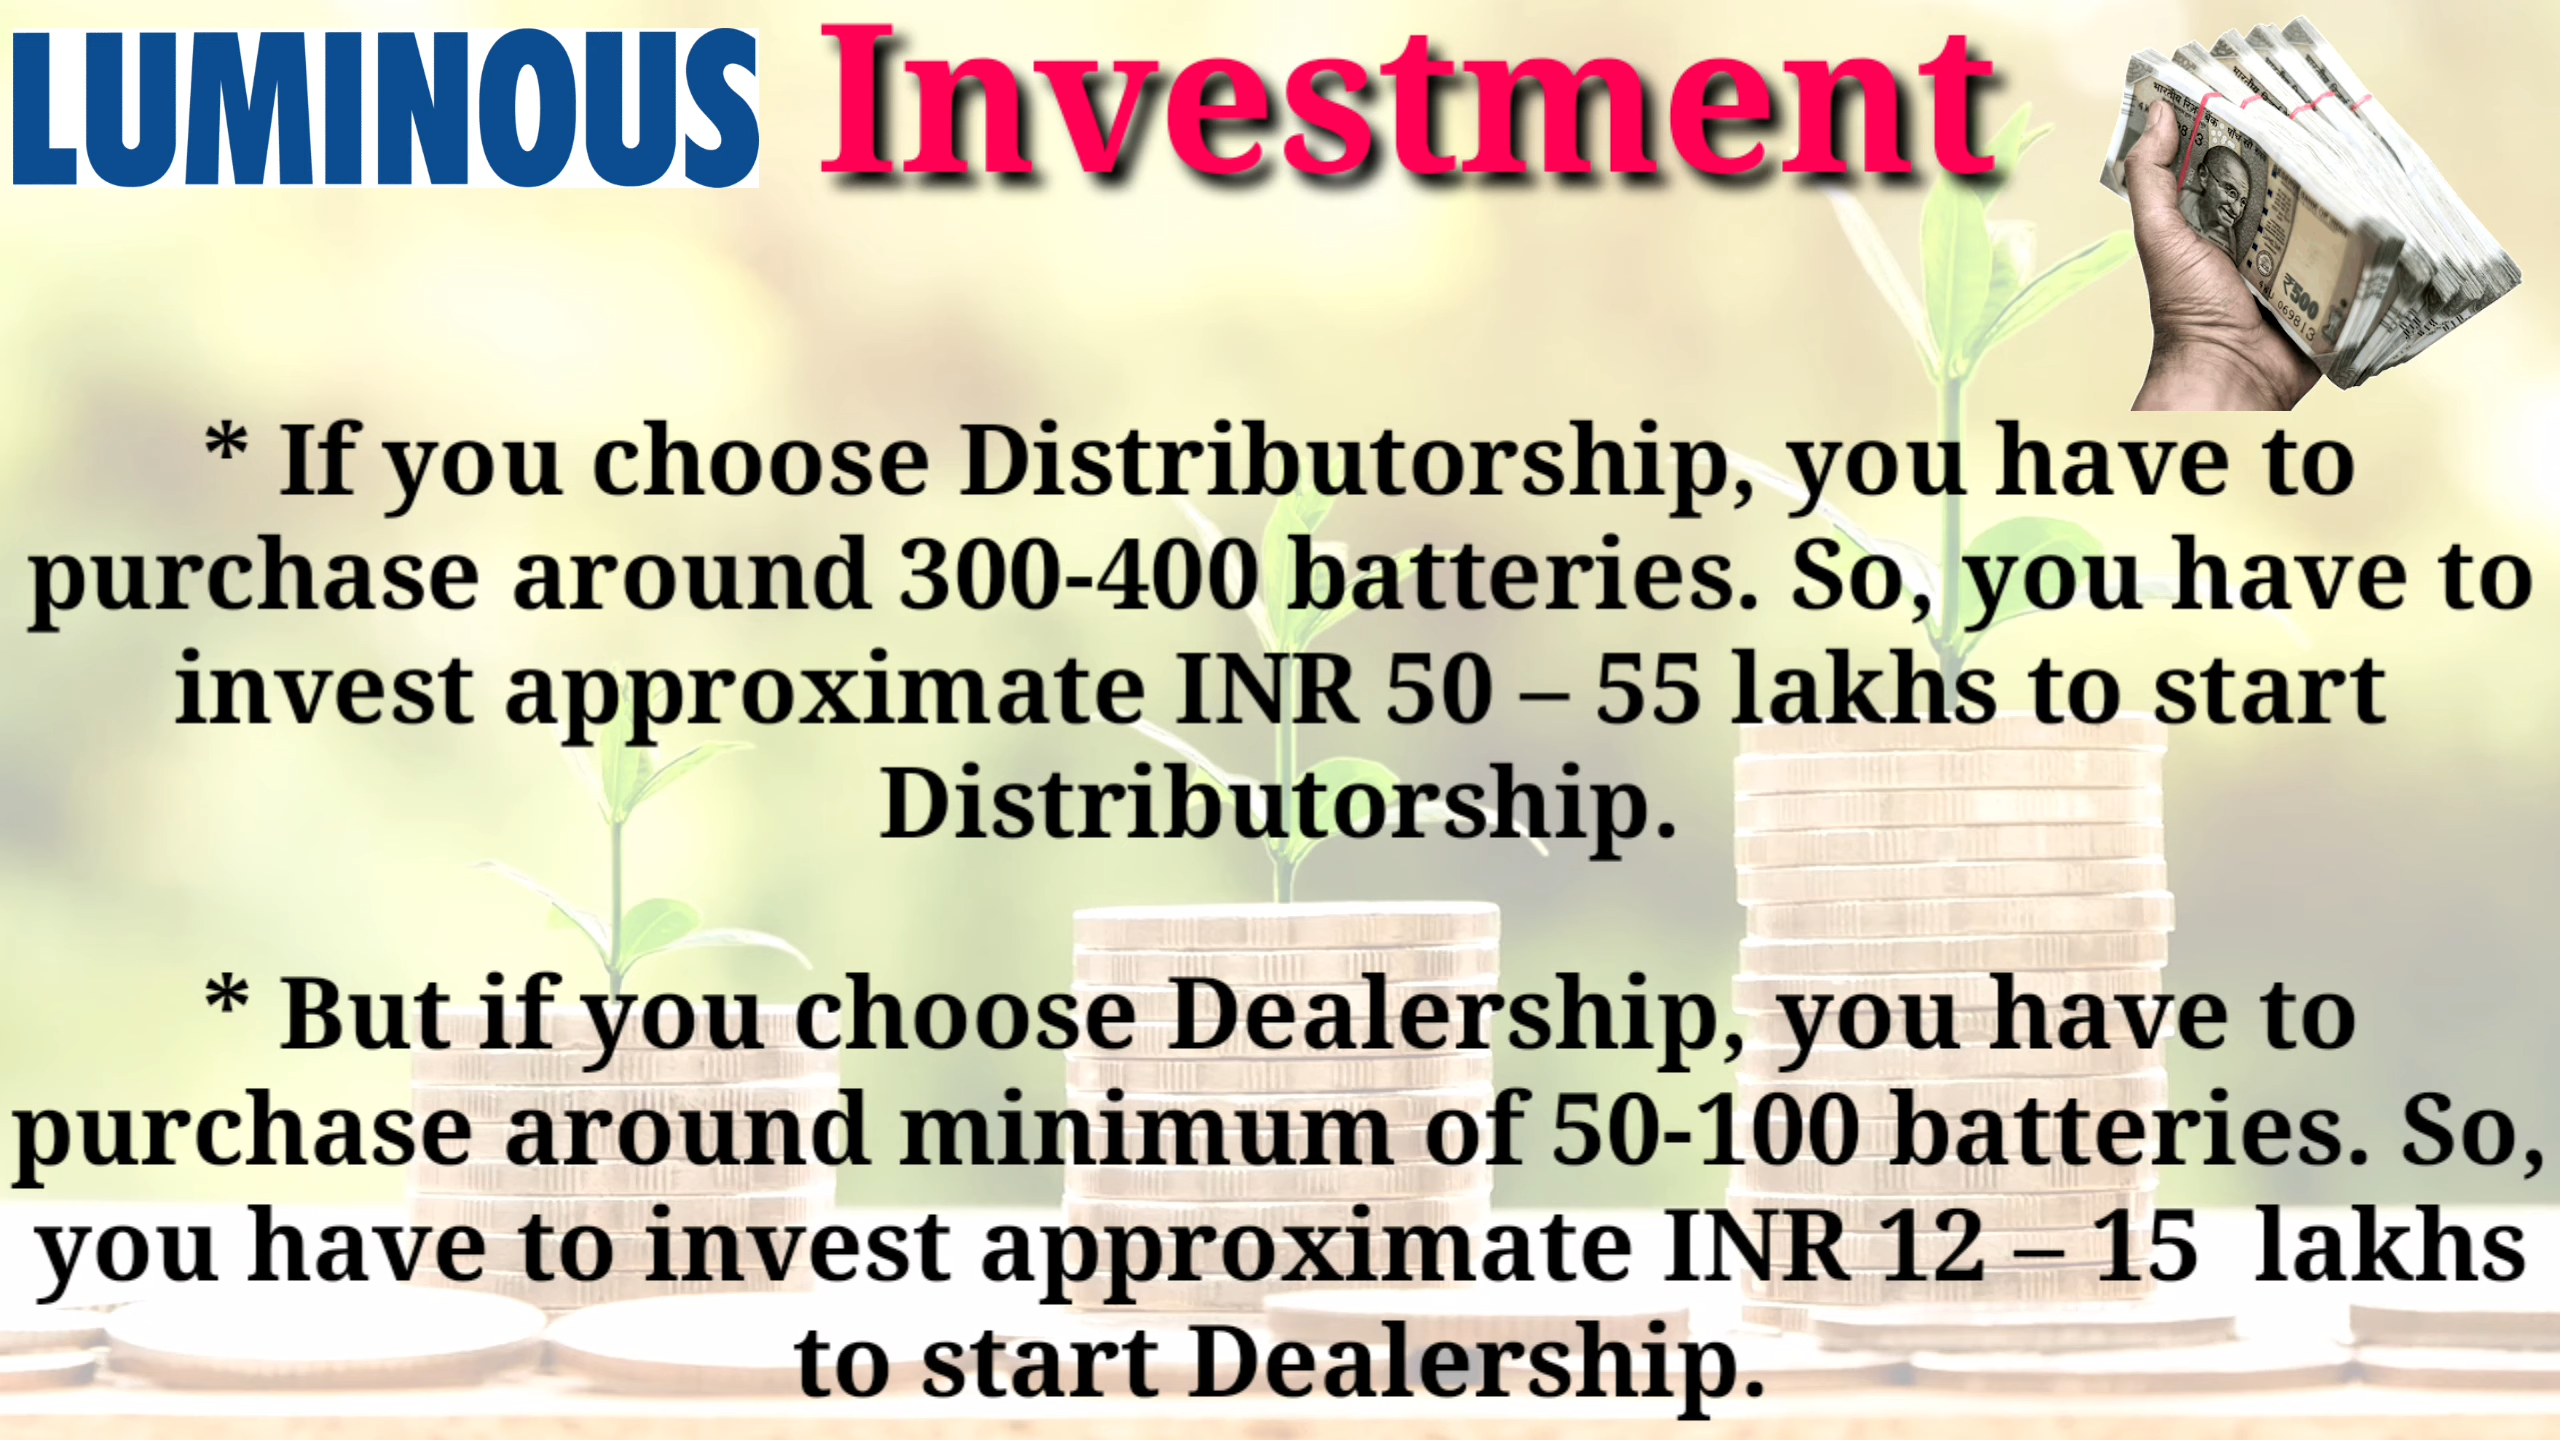 LUMINOUS Investment
* If you choose Distributorship, you have to
purchase around 300-400 batteries. So, you have to
invest approximate INR 50 – 55 lakhs to start
Distributorship.
* But if you choose Dealership, you have to
purchase around minimum of 50-100 batteries. So,
you have to invest approximate INR 12 – 15  lakhs
to start Dealership.
₹500